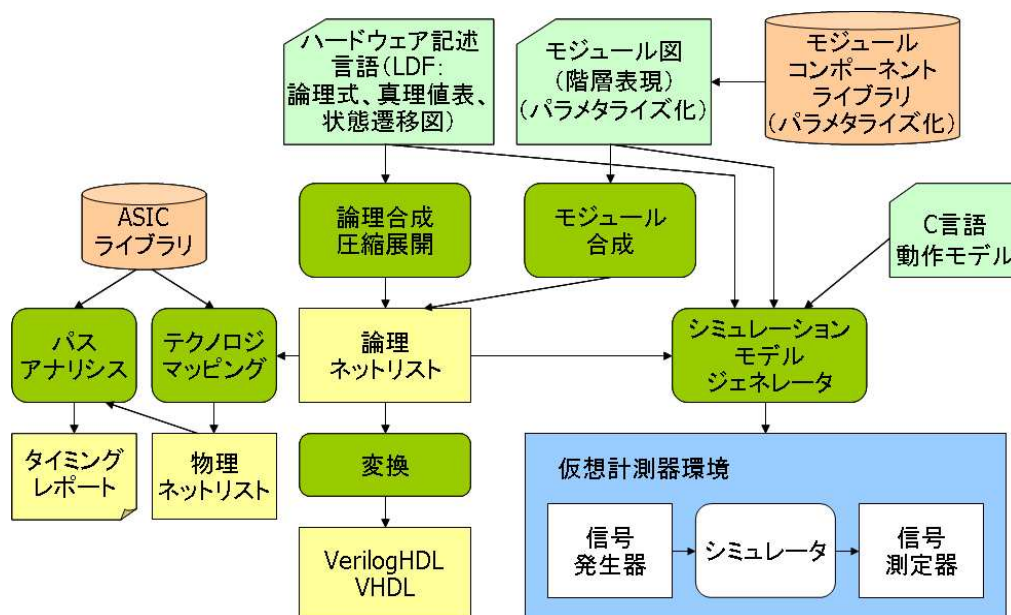 ハードウェア記述
言語(LDF:
論理式、真理値表、
状態遷移図)
モジュール図
(階層表現)
(パラメタライズ化)
モジュール
コンポーネント
ライブラリ
(パラメタライズ化)
ASIC
ライブラリ
論理合成
圧縮展開
モジュール
合成
C言語
動作モデル
パス
アナリシス
テクノロジ
マッピング
論理
ネットリスト
シミュレーション
モデル
ジェネレータ
タイミング
レポート
物理
ネットリスト
変換
仮想計測器環境
VerilogHDL
VHDL
信号
発生器
シミュレータ
信号
測定器